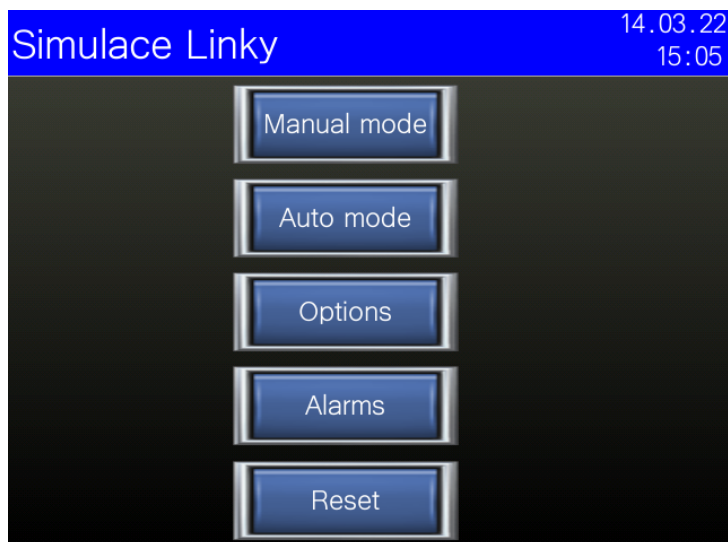 Simulace Linky
14.03.22
15:05
Manual mode
Auto mode
Options
Alarms
Reset